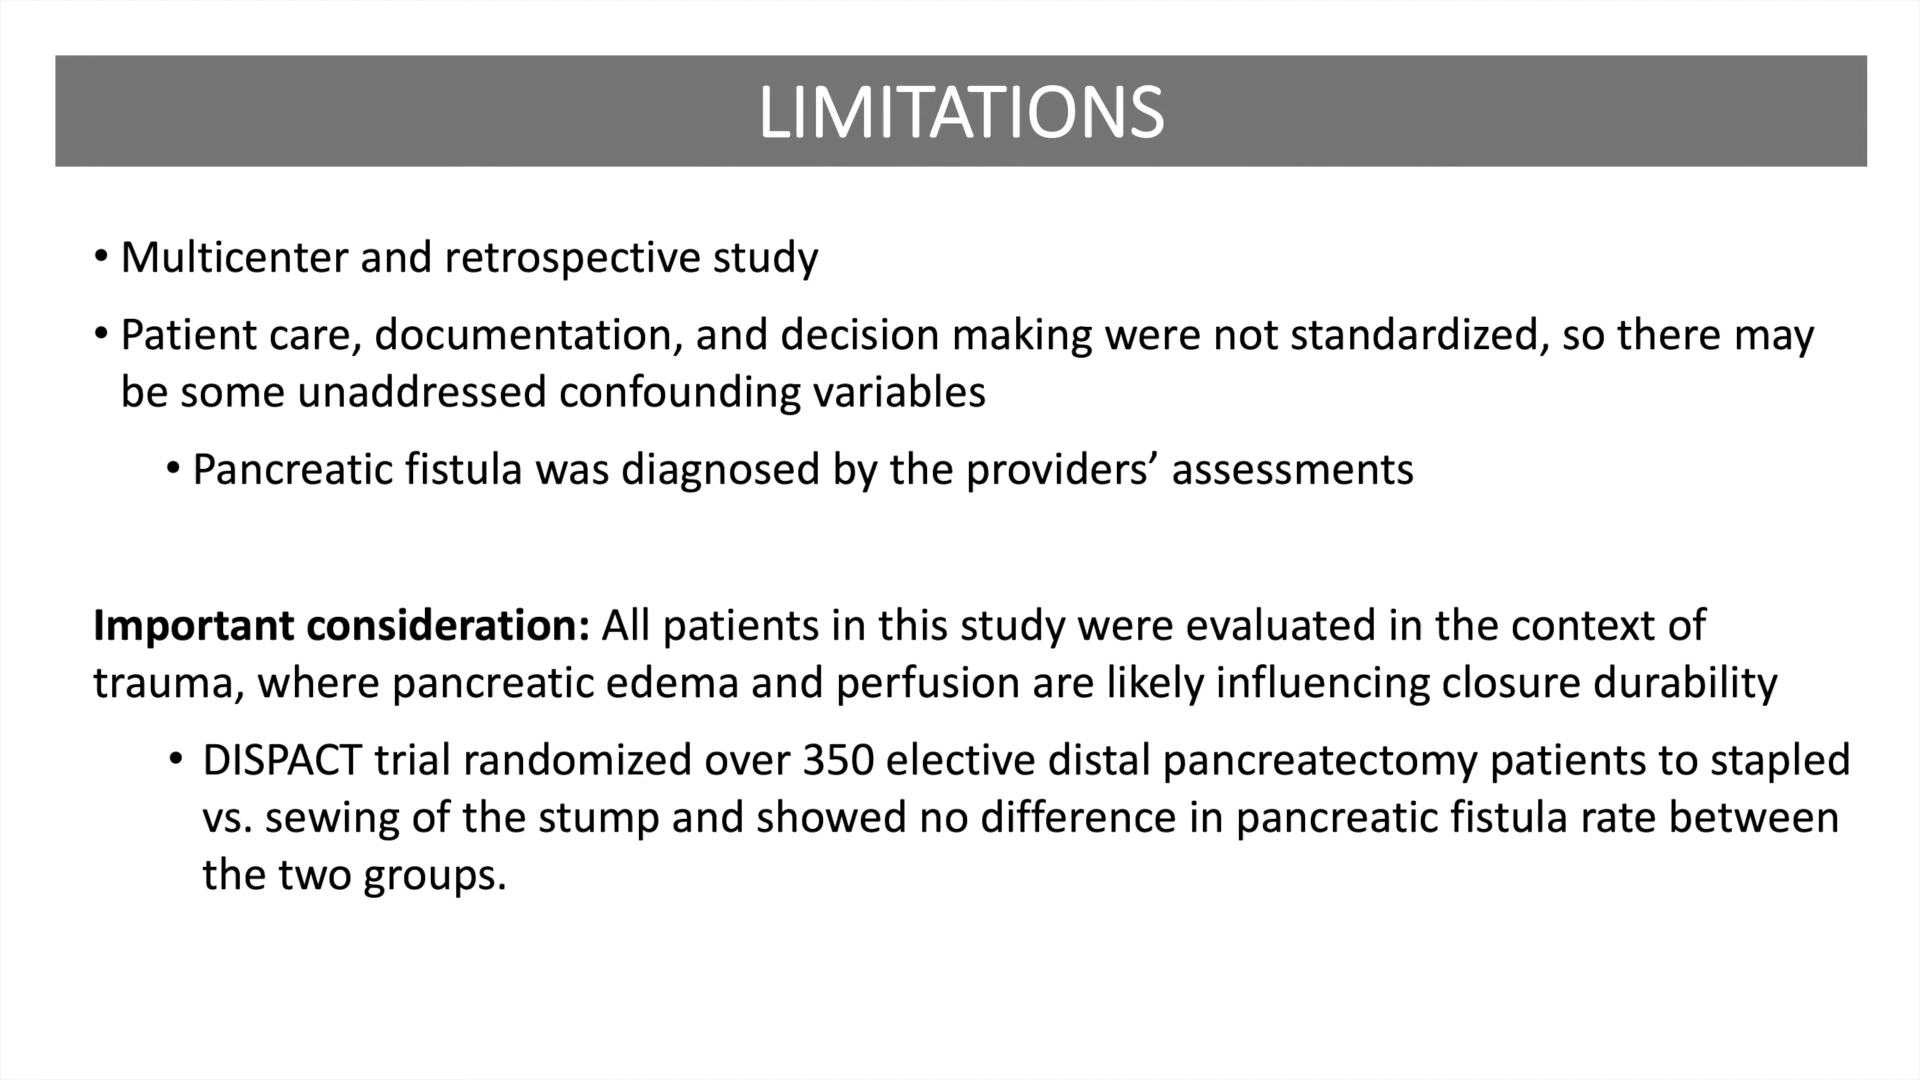 LIMITATIONS
• Multicenter and retrospective study
• Patient care, documentation, and decision making were not standardized, so there may
be some unaddressed confounding variables
• Pancreatic fistula was diagnosed by the providers’ assessments
Important consideration: All patients in this study were evaluated in the context of
trauma, where pancreatic edema and perfusion are likely influencing closure durability
• DISPACT trial randomized over 350 elective distal pancreatectomy patients to stapled
vs. sewing of the stump and showed no difference in pancreatic fistula rate between
the two groups.